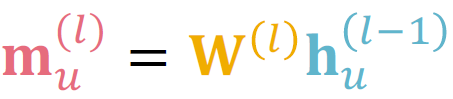 𝐦_u^{(l)} = 𝐖^{(l)} 𝐡_u^{(l−1)}